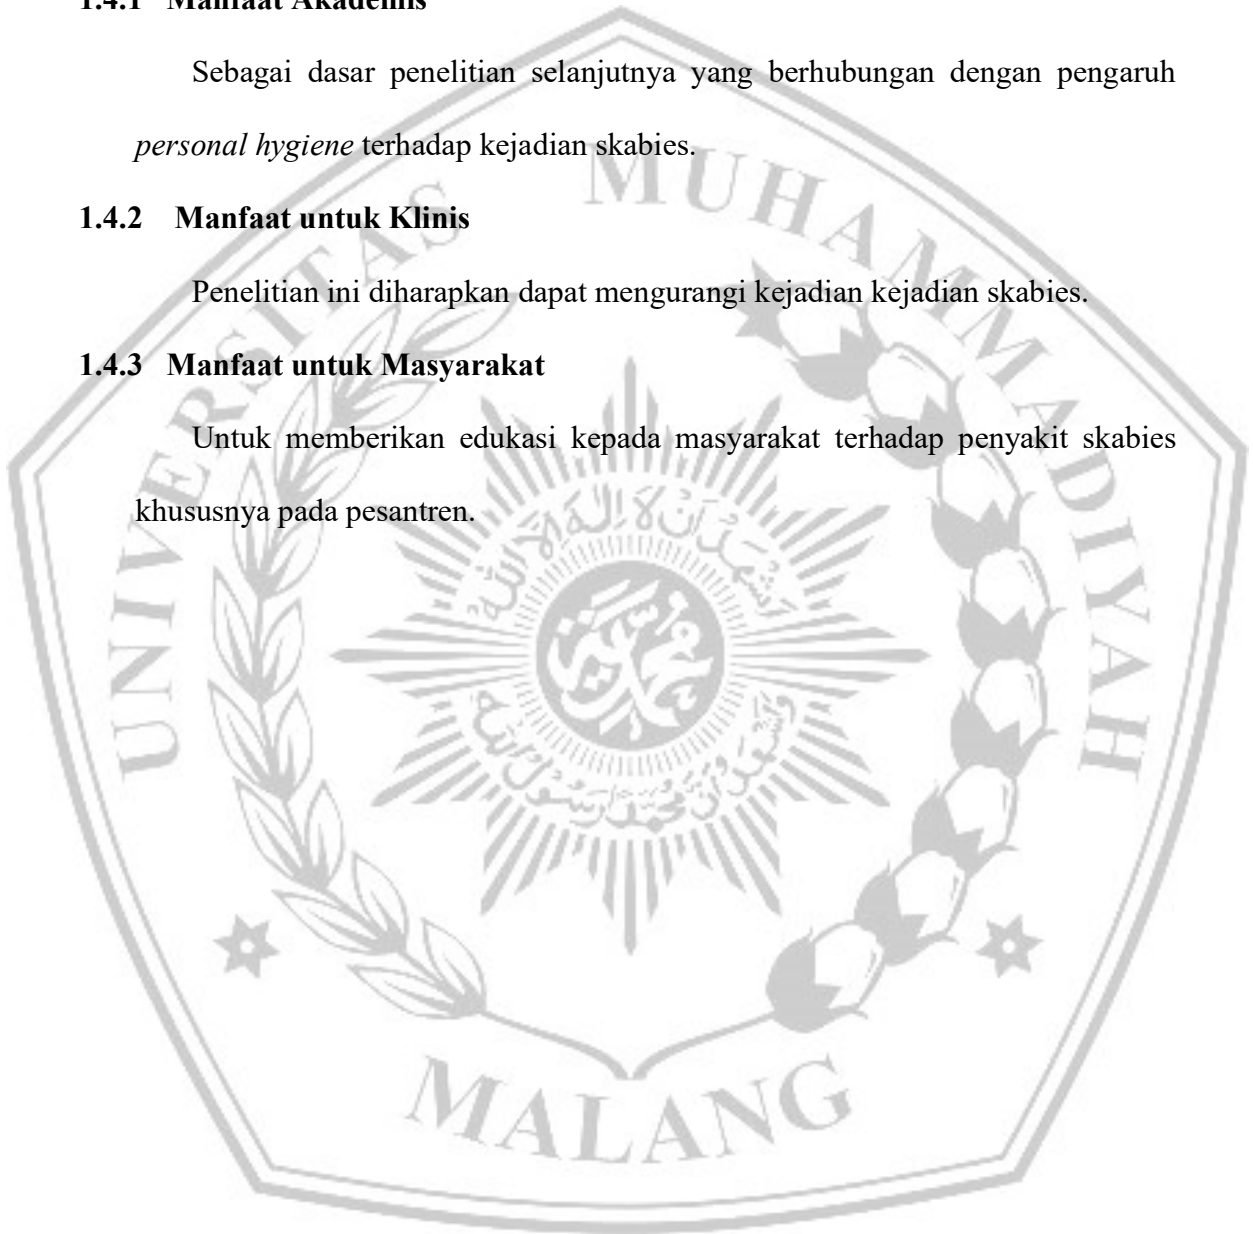 1.4.1 Manfaat Akademis
Sebagai dasar penelitian selanjutnya yang berhubungan dengan pengaruh
personal hygiene terhadap kejadian skabies.
1.4.2 Manfaat untuk Klinis
Penelitian ini diharapkan dapat mengurangi kejadian kejadian skabies.
1.4.3 Manfaat untuk Masyarakat
Untuk memberikan edukasi kepada masyarakat terhadap penyakit skabies
khususnya pada pesantren.
UNIVERSITAS MUHAMMADIYAH
MALANG